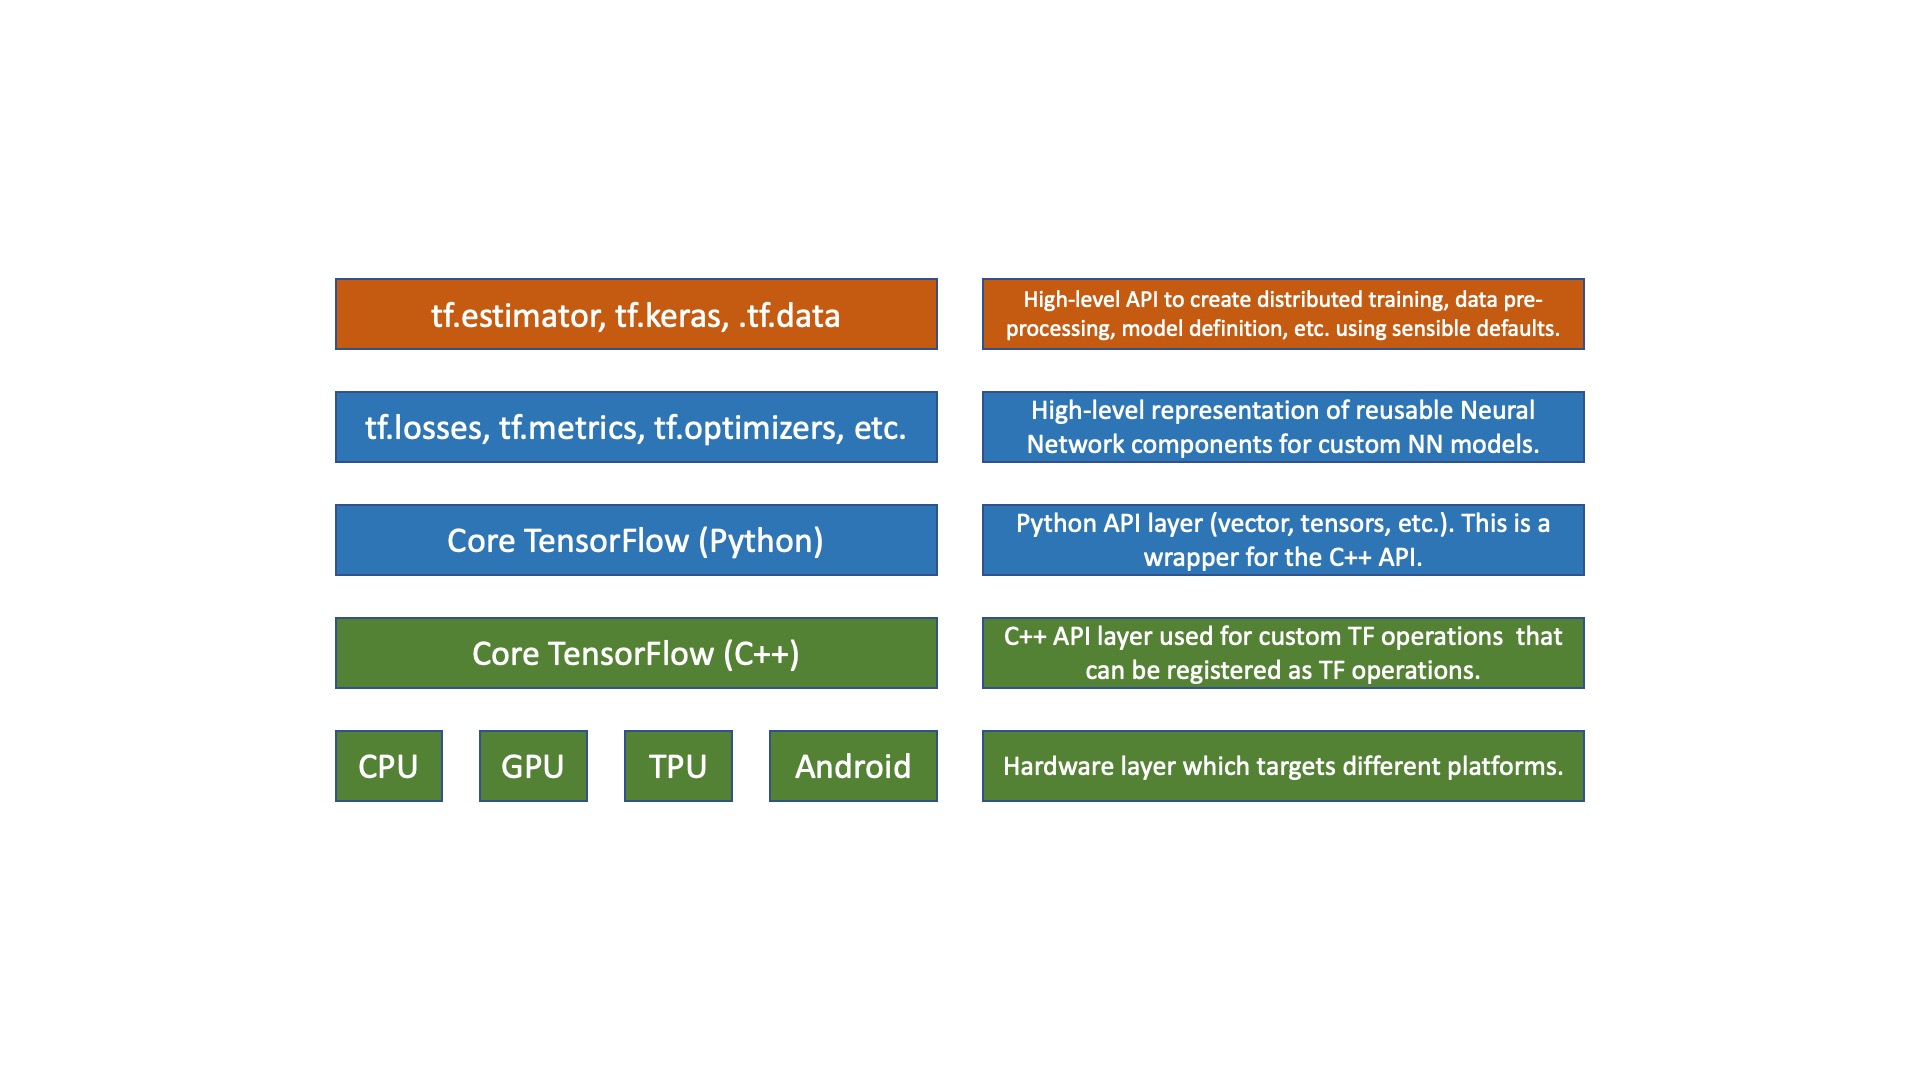 tf.estimator, tf.keras, .tf.data
High-level API to create distributed training, data pre-
processing, model definition, etc. using sensible defaults.
tf.losses, tf.metrics, tf.optimizers, etc.
High-level representation of reusable Neural
Network components for custom NN models.
Core TensorFlow (Python)
Python API layer (vector, tensors, etc.). This is a
wrapper for the C++ API.
Core TensorFlow (C++)
C++ API layer used for custom TF operations  that
can be registered as TF operations.
CPU
GPU
TPU
Android
Hardware layer which targets different platforms.